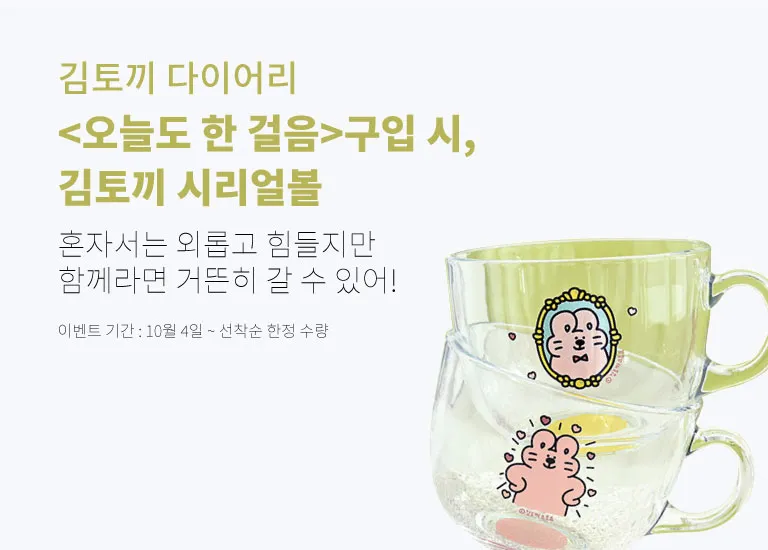 김토끼 다이어리
<오늘도 한 걸음>구입 시,
김토끼 시리얼볼
혼자서는 외롭고 힘들지만
함께라면 거뜬히 갈 수 있어!
이벤트 기간 : 10월 4일 ~ 선착순 한정 수량